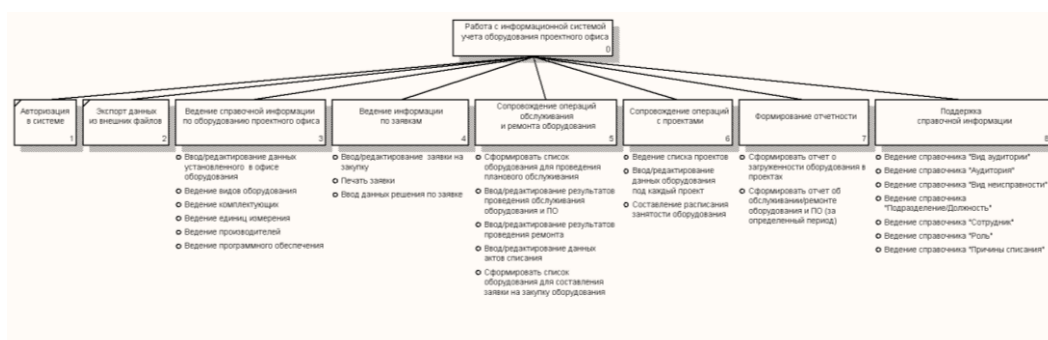 Работа с информационной системой
учета оборудования проектного офиса
0
Авторизация
в системе
1
Экспорт данных
из внешних файлов
2
Ведение справочной информации
по оборудованию проектного офиса
3
Ввод/редактирование данных
установленного в офисе
оборудования
Ведение видов оборудования
Ведение комплектующих
Ведение единиц измерения
Ведение производителей
Ведение программного обеспечения
Ведение информации
по заявкам
4
Ввод/редактирование заявки на
закупку
Печать заявки
Ввод данных решения по заявке
Сопровождение операций
обслуживания
и ремонта оборудования
5
Сформировать список
оборудования для проведения
планового обслуживания
Ввод/редактирование результатов
проведения обслуживания
оборудования и ПО
Ввод/редактирование результатов
проведения ремонта
Ввод/редактирование данных
актов списания
Сформировать список
оборудования для составления
заявки на закупку оборудования
Сопровождение операций
с проектами
6
Ведение списка проектов
Ввод/редактирование
данных оборудования
под каждый проект
Составление расписания
занятости оборудования
Формирование отчетности
7
Сформировать отчет о
загруженности оборудования в
проектах
Сформировать отчет об
обслуживании/ремонте
оборудования и ПО (за
определенный период)
Поддержка
справочной информации
8
Ведение справочника "Вид аудитории"
Ведение справочника "Аудитория"
Ведение справочника "Вид неисправности"
Ведение справочника
"Подразделение/Должность"
Ведение справочника "Сотрудник"
Ведение справочника "Роль"
Ведение справочника "Причины списания"